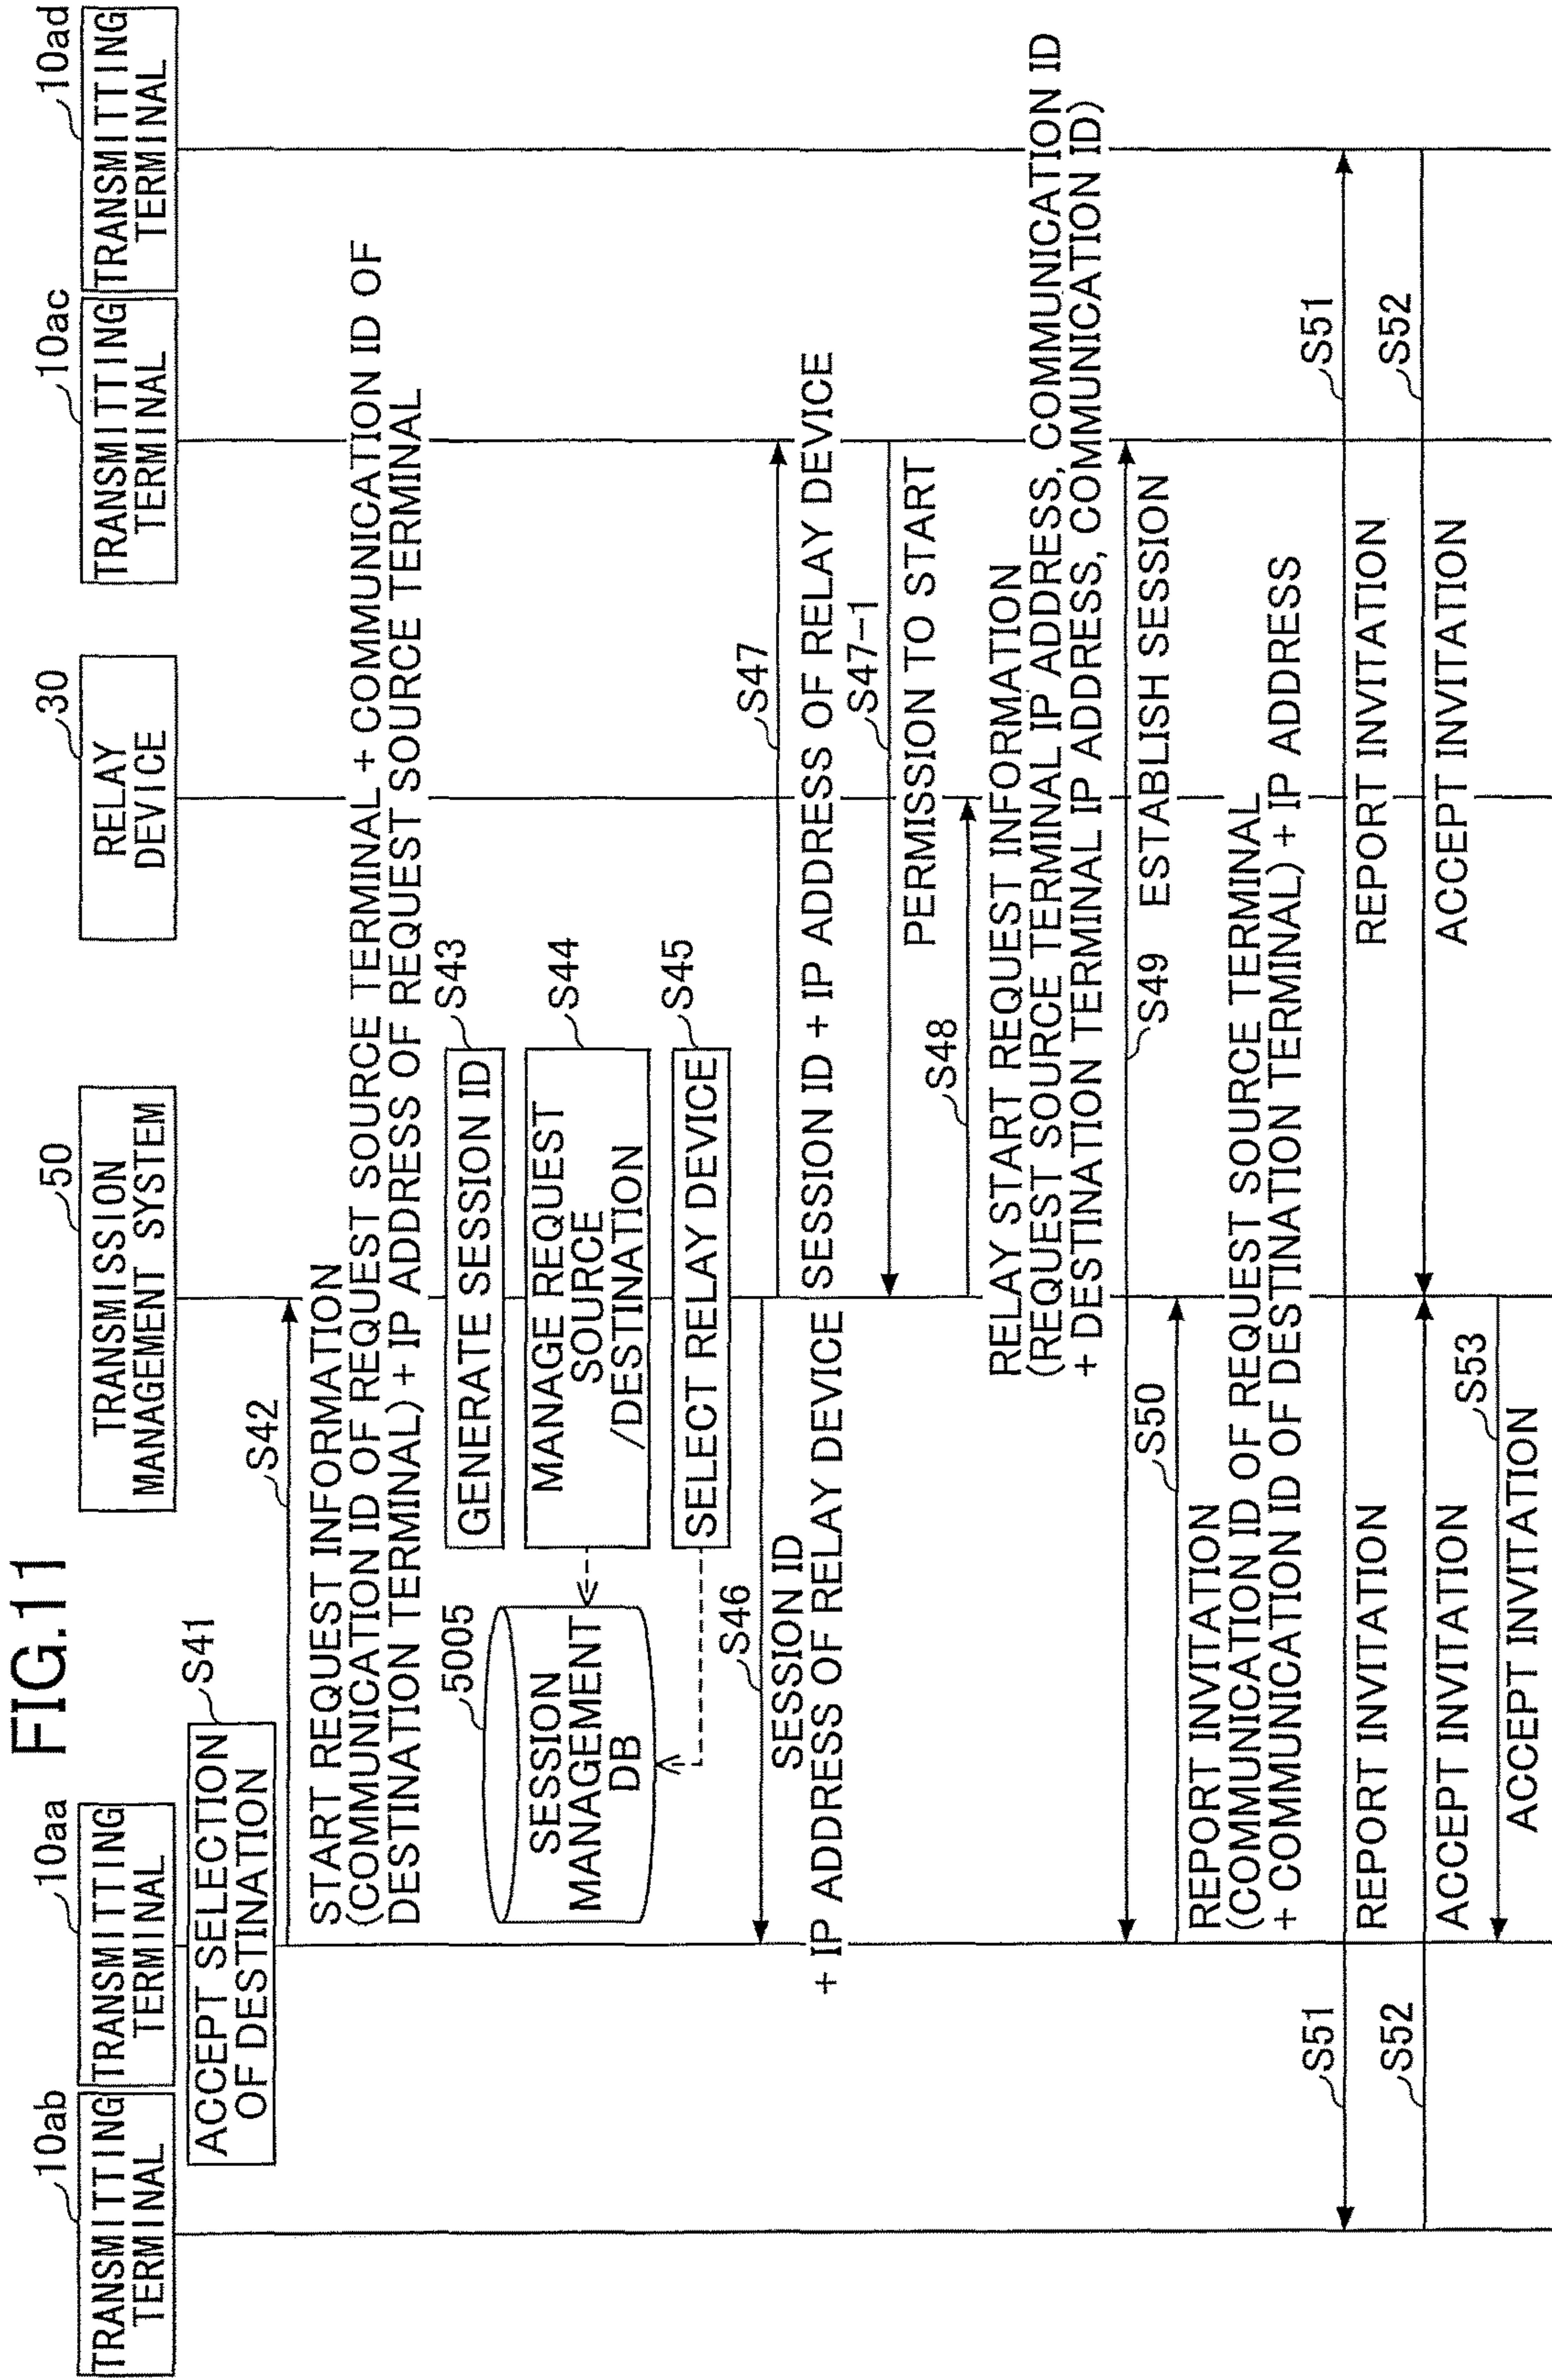 FIG.11
10ab
TRANSMITTING
TERMINAL
10aa
TRANSMITTING
TERMINAL
50
TRANSMISSION
MANAGEMENT SYSTEM
30
RELAY
DEVICE
10ac
TRANSMITTING
TERMINAL
10ad
TRANSMITTING
TERMINAL
ACCEPT SELECTION
OF DESTINATION
S41
S42
START REQUEST INFORMATION
(COMMUNICATION ID OF REQUEST SOURCE TERMINAL + COMMUNICATION ID OF
DESTINATION TERMINAL) + IP ADDRESS OF REQUEST SOURCE TERMINAL
GENERATE SESSION ID
S43
5005
SESSION
MANAGEMENT
DB
MANAGE REQUEST
SOURCE
/DESTINATION
S44
SELECT RELAY DEVICE
S45
S46
SESSION ID
+ IP ADDRESS OF RELAY DEVICE
S47
SESSION ID + IP ADDRESS OF RELAY DEVICE
S47-1
PERMISSION TO START
S48
RELAY START REQUEST INFORMATION
(REQUEST SOURCE TERMINAL IP ADDRESS, COMMUNICATION ID
+ DESTINATION TERMINAL IP ADDRESS, COMMUNICATION ID)
S49 ESTABLISH SESSION
S50
REPORT INVITATION
(COMMUNICATION ID OF REQUEST SOURCE TERMINAL
+ COMMUNICATION ID OF DESTINATION TERMINAL) + IP ADDRESS
S51
REPORT INVITATION
REPORT INVITATION
S51
S52
ACCEPT INVITATION
ACCEPT INVITATION
S52
S53
ACCEPT INVITATION